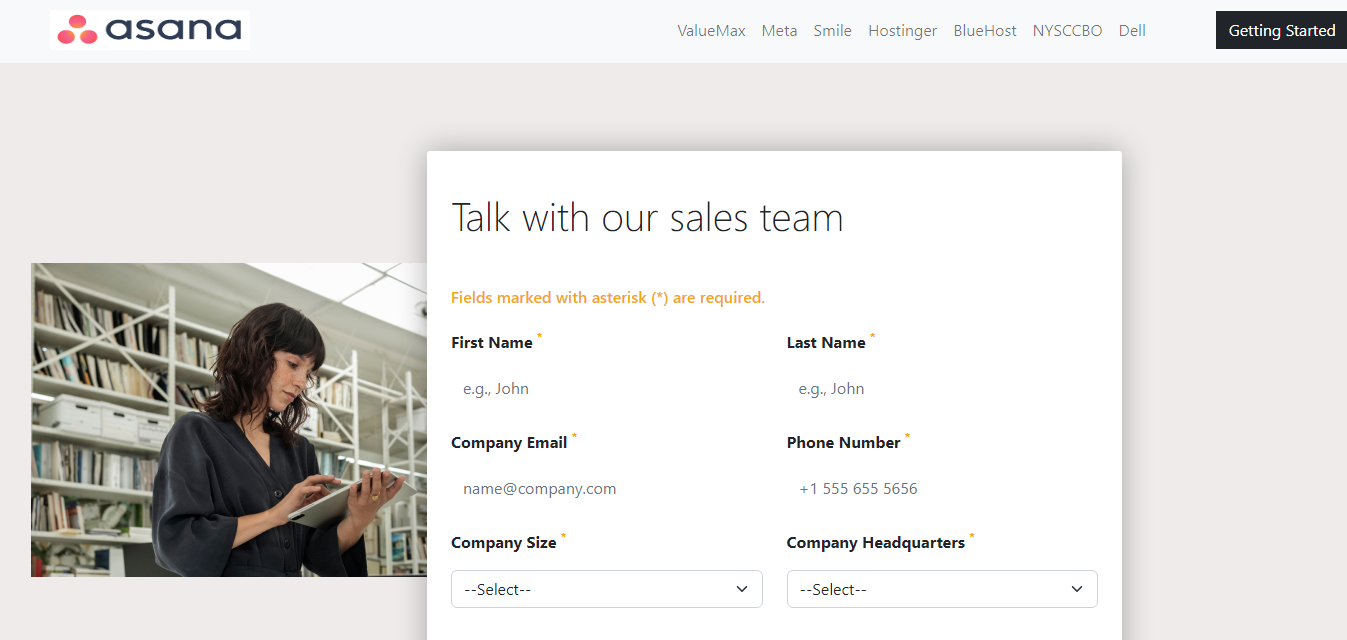 asana ValueMax Meta Smile Hostinger BlueHost NYSCCBO Dell Getting Started
Talk with our sales team
Fields marked with asterisk (*) are required.
First Name * Last Name *
e.g., John e.g., John
Company Email * Phone Number *
name@company.com +1 555 655 5656
Company Size * Company Headquarters *
--Select-- --Select--